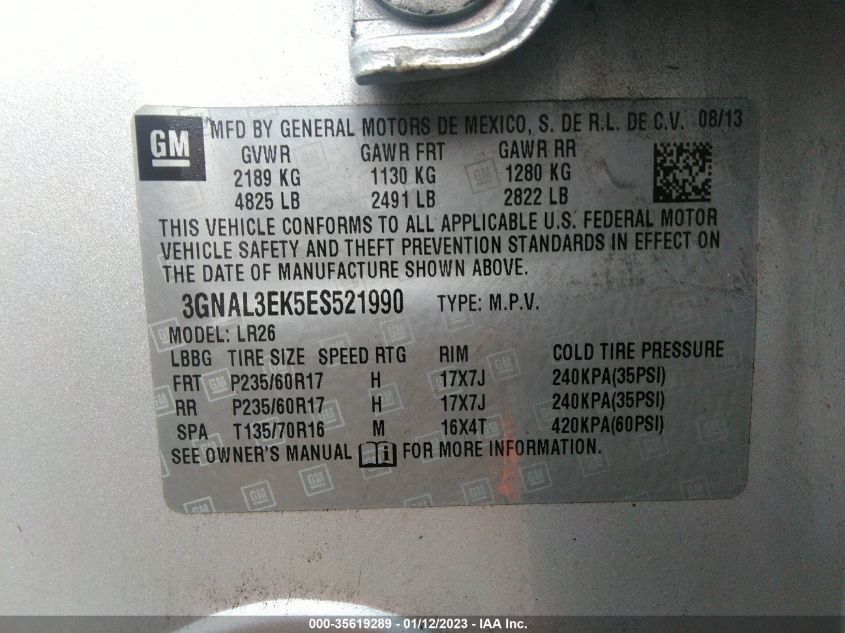 GM MFD BY GENERAL MOTORS DE MEXICO, S. DE R.L. DE C.V. 08/13
GVWR GAWR FRT GAWR RR
2189 KG 1130 KG 1280 KG
4825 LB 2491 LB 2822 LB
THIS VEHICLE CONFORMS TO ALL APPLICABLE U.S. FEDERAL MOTOR
VEHICLE SAFETY AND THEFT PREVENTION STANDARDS IN EFFECT ON
THE DATE OF MANUFACTURE SHOWN ABOVE.
3GNAL3EK5ES521990 TYPE: M.P.V.
MODEL: LR26
LBBG TIRE SIZE SPEED RTG RIM COLD TIRE PRESSURE
FRT P235/60R17 H 17X7J 240KPA(35PSI)
RR P235/60R17 H 17X7J 240KPA(35PSI)
SPA T135/70R16 M 16X4T 420KPA(60PSI)
SEE OWNER'S MANUAL FOR MORE INFORMATION.
000-35619289 - 01/12/2023 - IAA Inc.